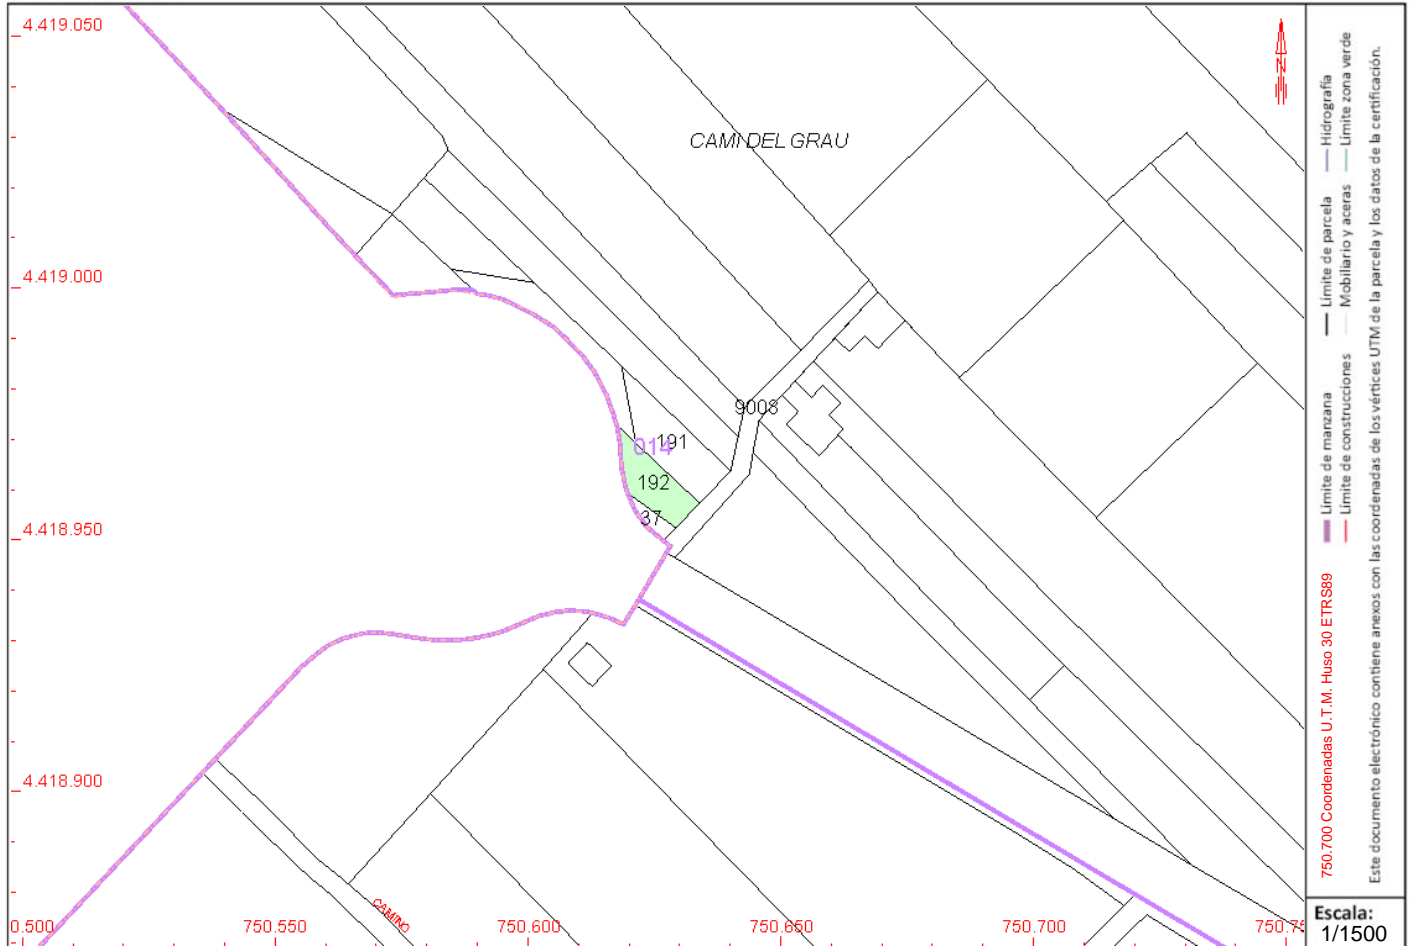 4.419.050
CAMI DEL GRAU
4.419.000
9008
191
014
192
37
4.418.950
4.418.900
CAMINO
0.500
750.550
750.600
750.650
750.700
750.75
N
Límite de manzana
Límite de parcela
Hidrografía
Límite de construcciones
Mobiliario y aceras
Límite zona verde
750.700 Coordenadas U.T.M. Huso 30 ETRS89
Este documento electrónico contiene anexos con las coordenadas de los vértices UTM de la parcela y los datos de la certificación.
Escala:
1/1500